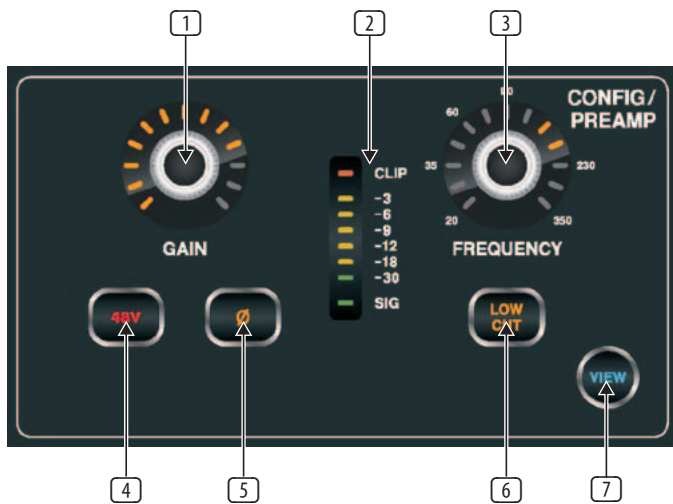 1
2
3
CONFIG/
PREAMP
60
80
35
230
20
350
CLIP
-3
-6
-9
-12
-18
-30
SIG
GAIN
FREQUENCY
48V
Ø
LOW
CUT
VIEW
4
5
6
7